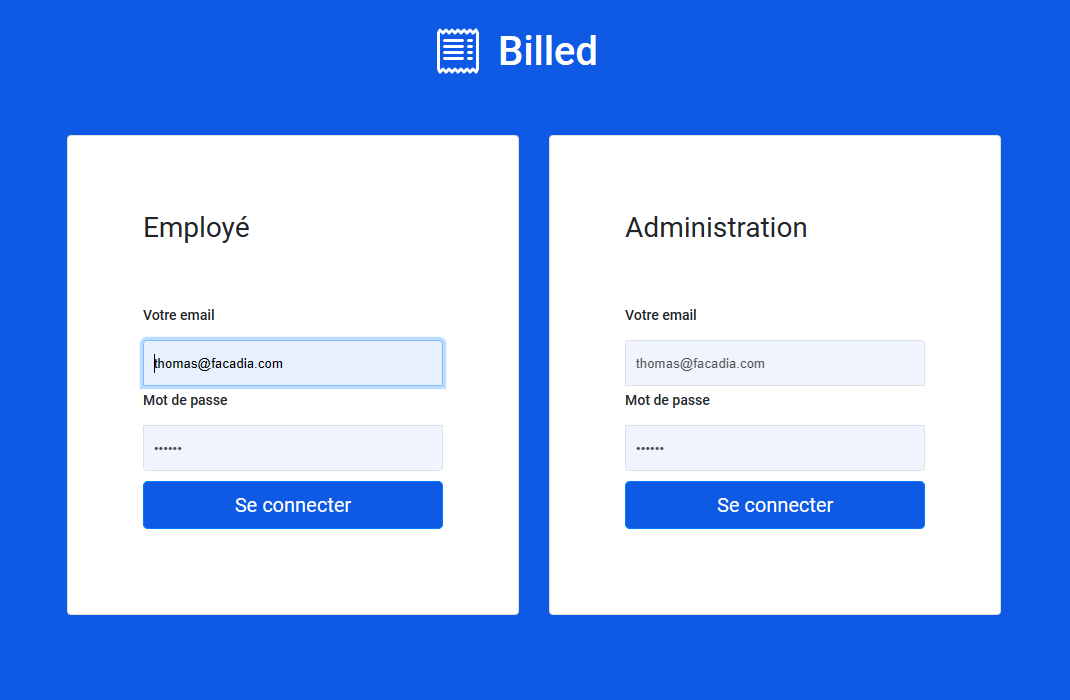 Billed
Employé
Votre email
thomas@facadia.com
Mot de passe
••••••
Se connecter
Administration
Votre email
thomas@facadia.com
Mot de passe
••••••
Se connecter